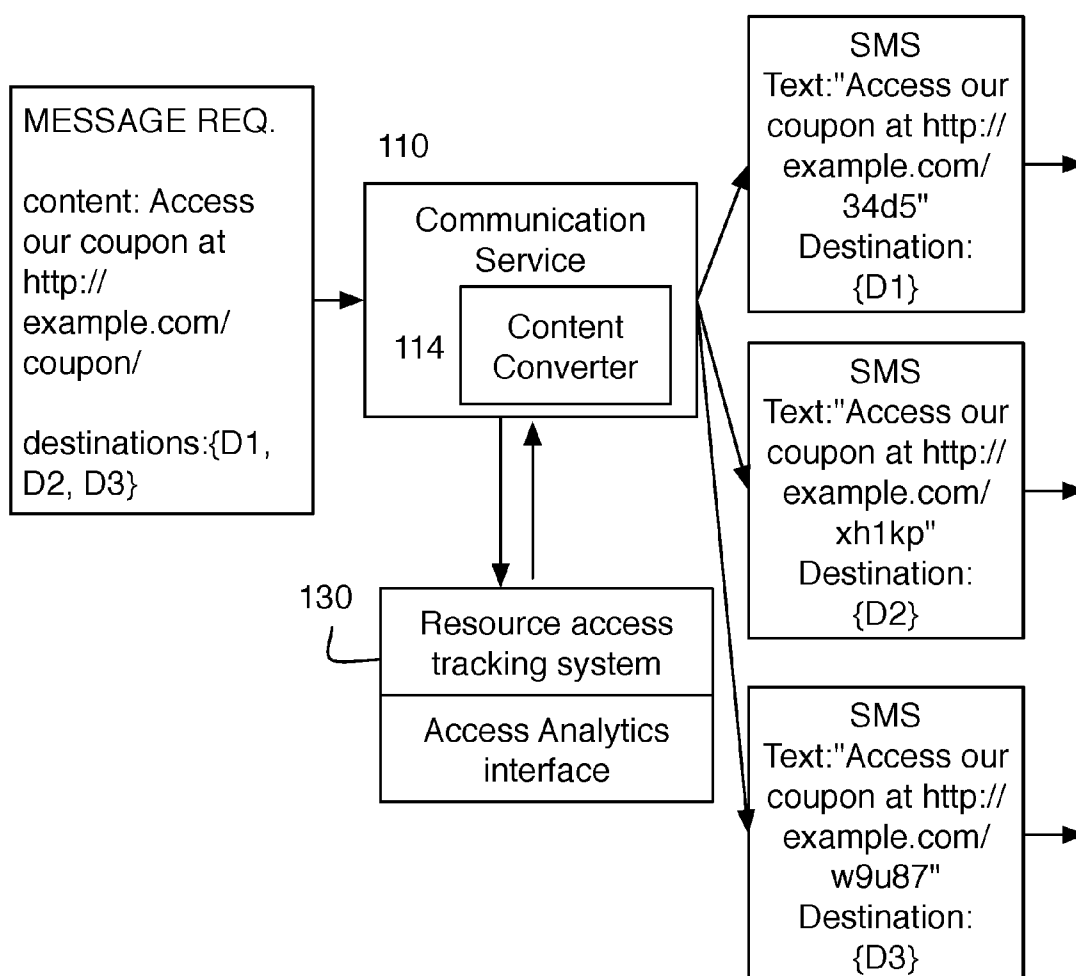 MESSAGE REQ.
content: Access
our coupon at
http://
example.com/
coupon/
destinations:{D1,
D2, D3}
110
Communication
Service
114
Content
Converter
130
Resource access
tracking system
Access Analytics
interface
SMS
Text:"Access our
coupon at http://
example.com/
34d5"
Destination:
{D1}
SMS
Text:"Access our
coupon at http://
example.com/
xh1kp"
Destination:
{D2}
SMS
Text:"Access our
coupon at http://
example.com/
w9u87"
Destination:
{D3}